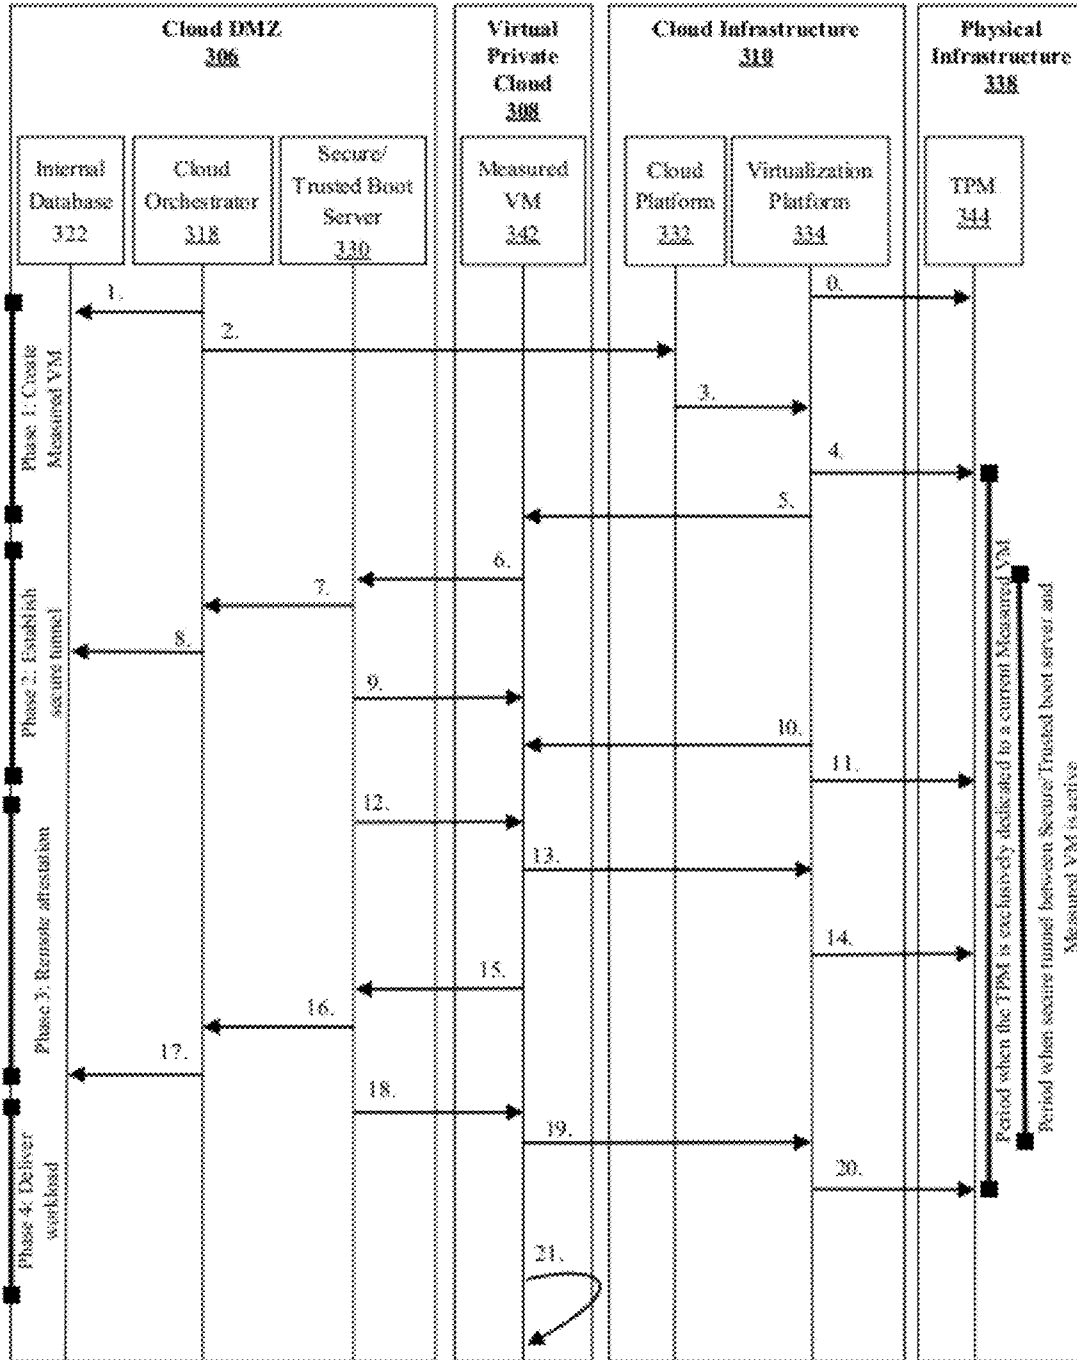 Cloud DMZ
306
Virtual
Private
Cloud
308
Cloud Infrastructure
310
Physical
Infrastructure
338
Internal
Database
322
Cloud
Orchestrator
318
Secure/
Trusted Boot
Server
330
Measured
VM
342
Cloud
Platform
332
Virtualization
Platform
334
TPM
344
0.
1.
2.
3.
4.
5.
6.
7.
8.
9.
10.
11.
12.
13.
14.
15.
16.
17.
18.
19.
20.
21.
Phase 1: Create
Measured VM
Phase 2: Establish
secure tunnel
Phase 3: Remote attestation
Phase 4: Deliver
workload
Period when the TPM is exclusively dedicated to a current Measured VM
Period when secure tunnel between Secure/Trusted boot server and
Measured VM is active